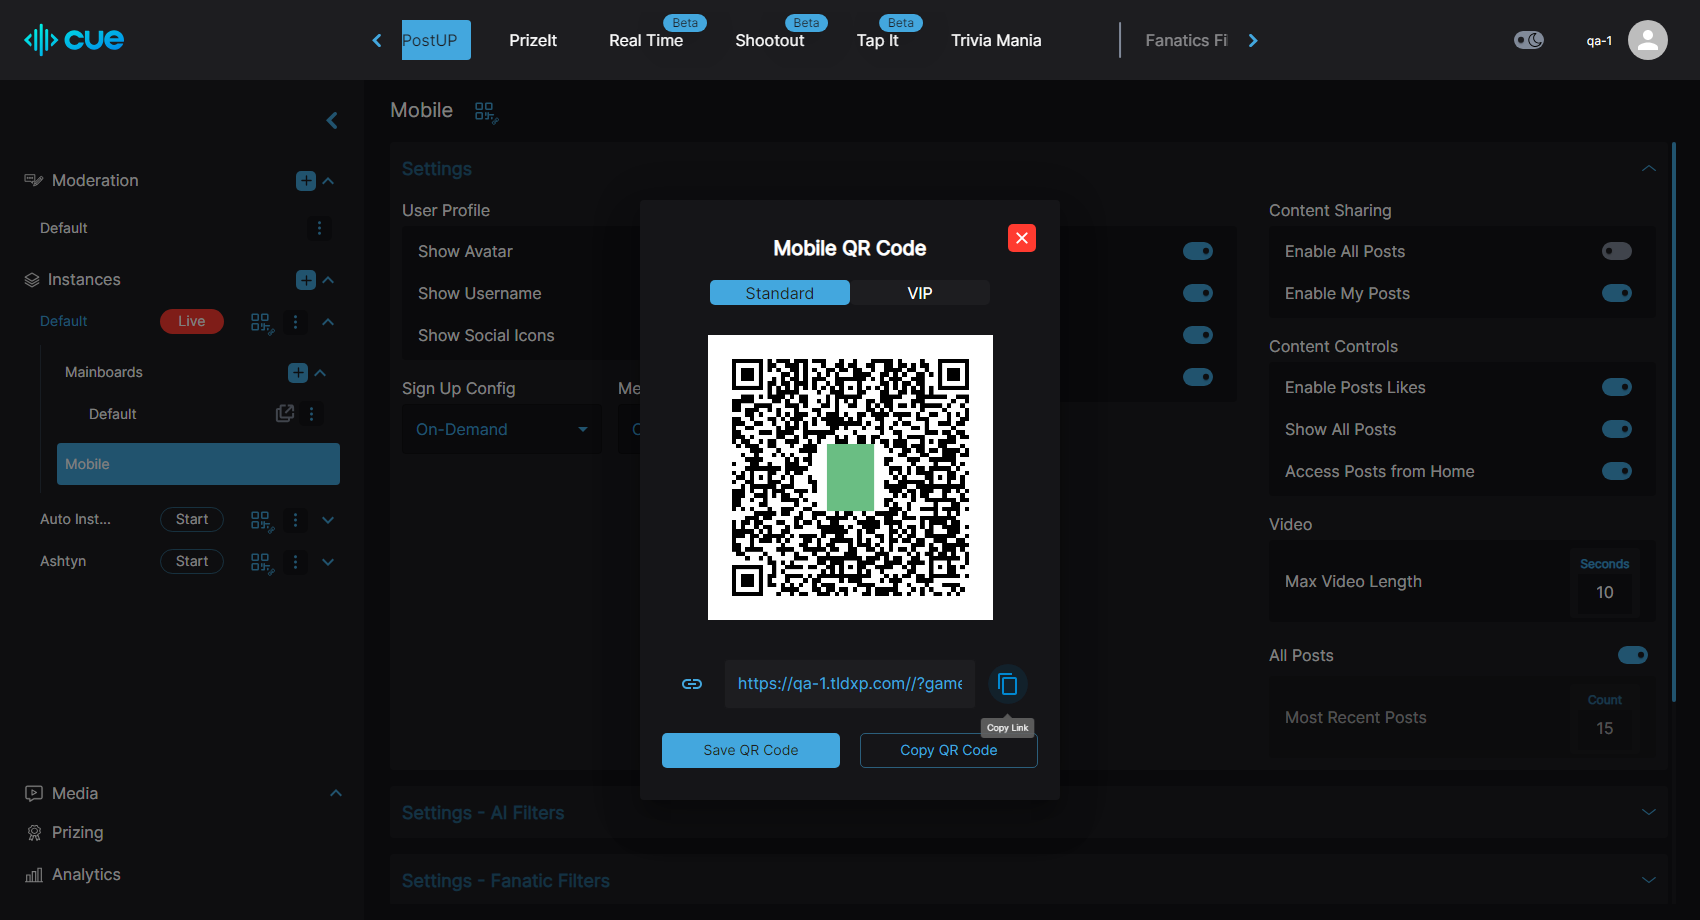 cue
PostUP
PrizeIt
Real Time
Beta
Shootout
Beta
Tap It
Beta
Trivia Mania
Fanatics Fi
qa-1
Moderation
Default
Instances
Default
Live
Mainboards
Default
Mobile
Auto Inst...
Start
Ashtyn
Start
Media
Prizing
Analytics
Mobile
Settings
User Profile
Show Avatar
Show Username
Show Social Icons
Sign Up Config
On-Demand
Me
Mobile QR Code
Standard
VIP
https://qa-1.tldxp.com//?game
Copy Link
Save QR Code
Copy QR Code
Content Sharing
Enable All Posts
Enable My Posts
Content Controls
Enable Posts Likes
Show All Posts
Access Posts from Home
Video
Max Video Length
Seconds
10
All Posts
Most Recent Posts
Count
15
Settings - AI Filters
Settings - Fanatic Filters